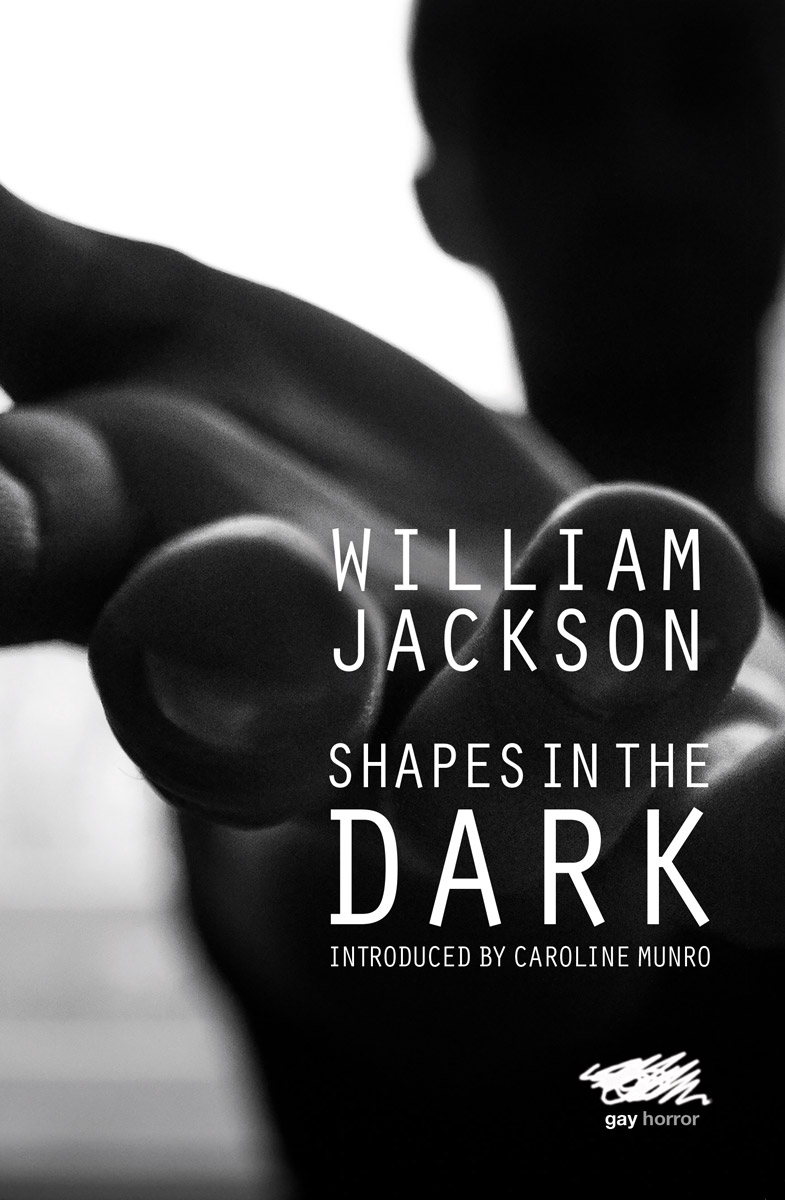 WILLIAM
JACKSON
SHAPES IN THE
DARK
INTRODUCED BY CAROLINE MUNRO
gay horror